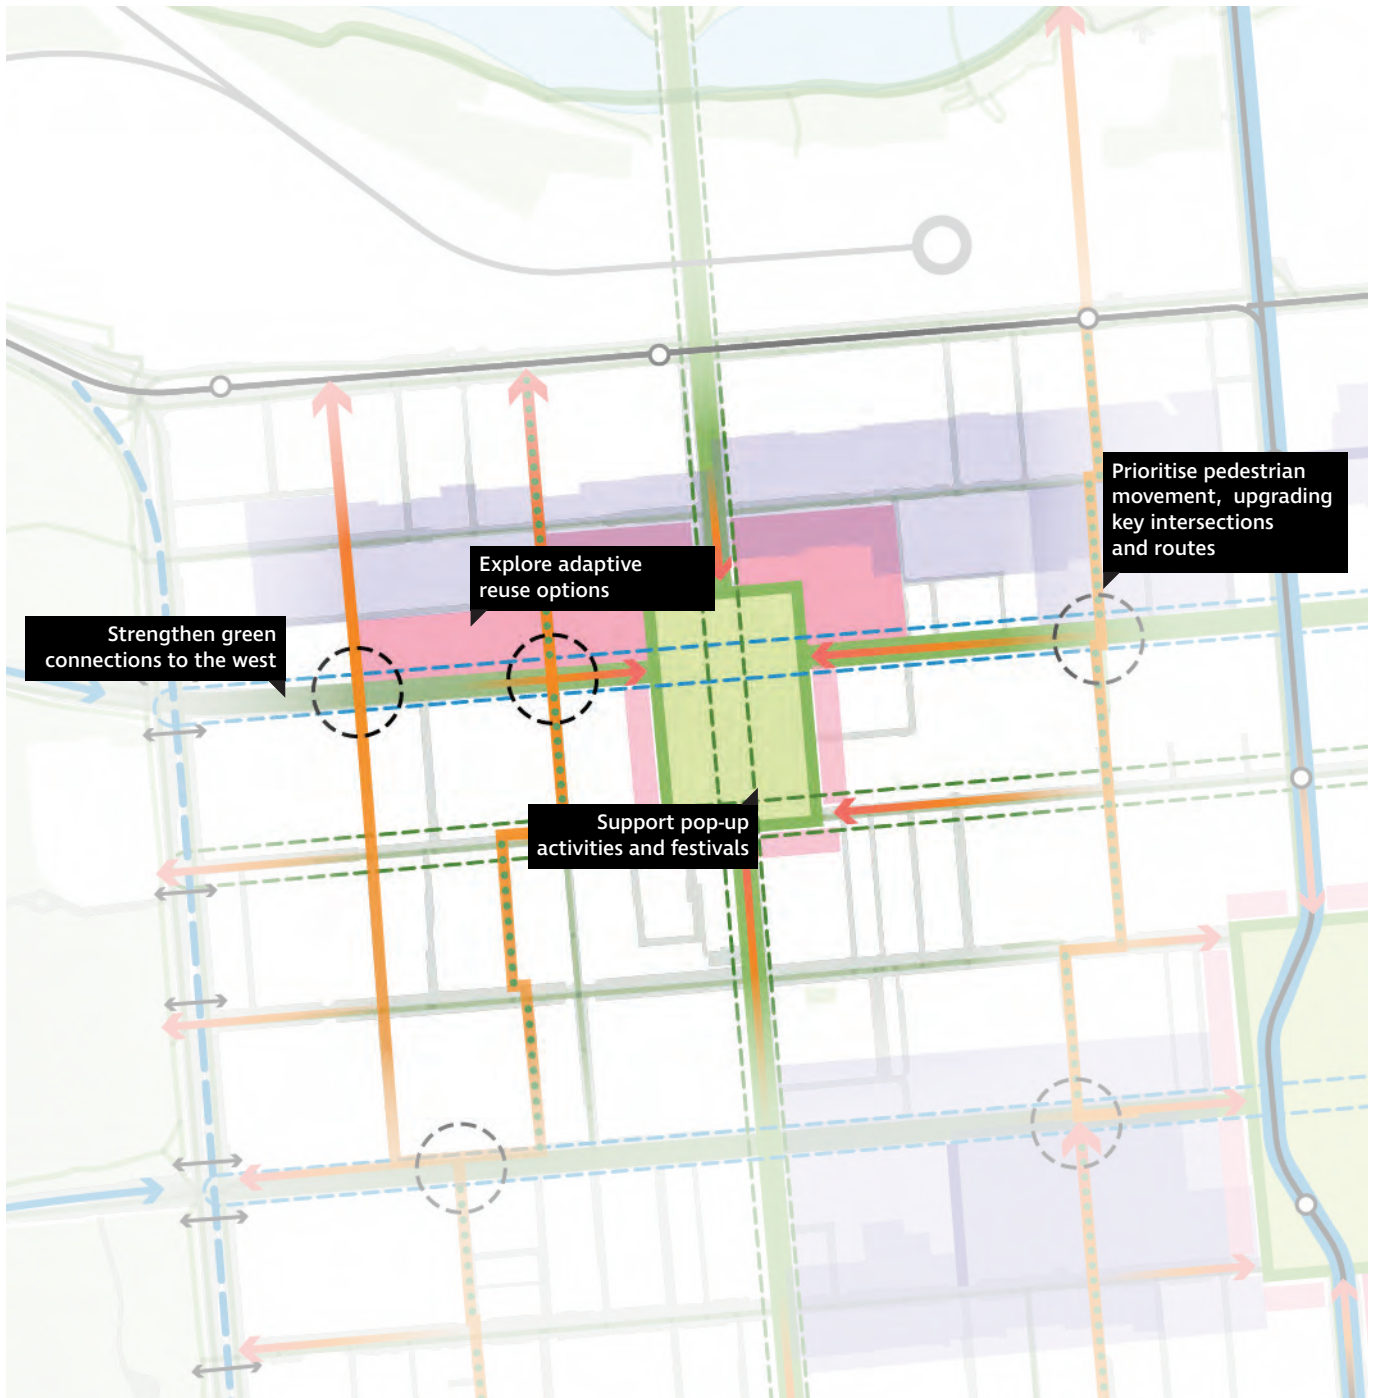 Prioritise pedestrian
movement, upgrading
key intersections
and routes
Explore adaptive
reuse options
Strengthen green
connections to the west
Support pop-up
activities and festivals